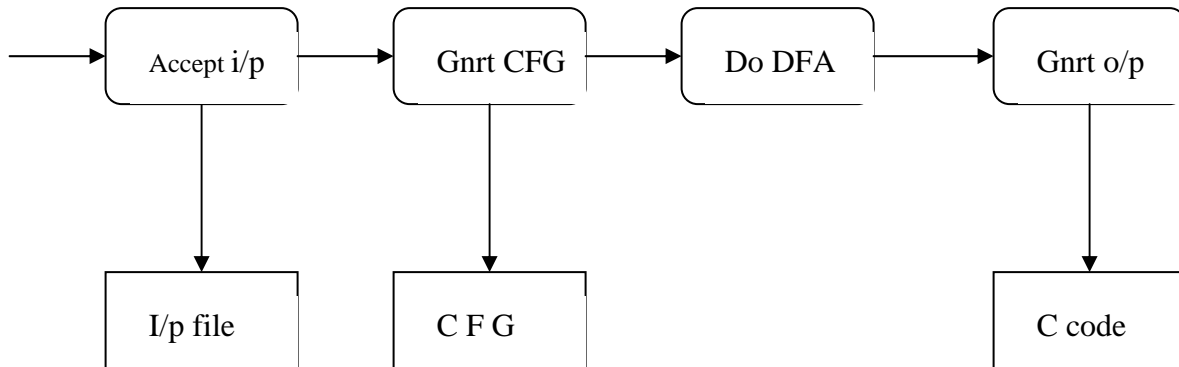 Accept i/p
Gnrt CFG
Do DFA
Gnrt o/p
I/p file
C F G
C code